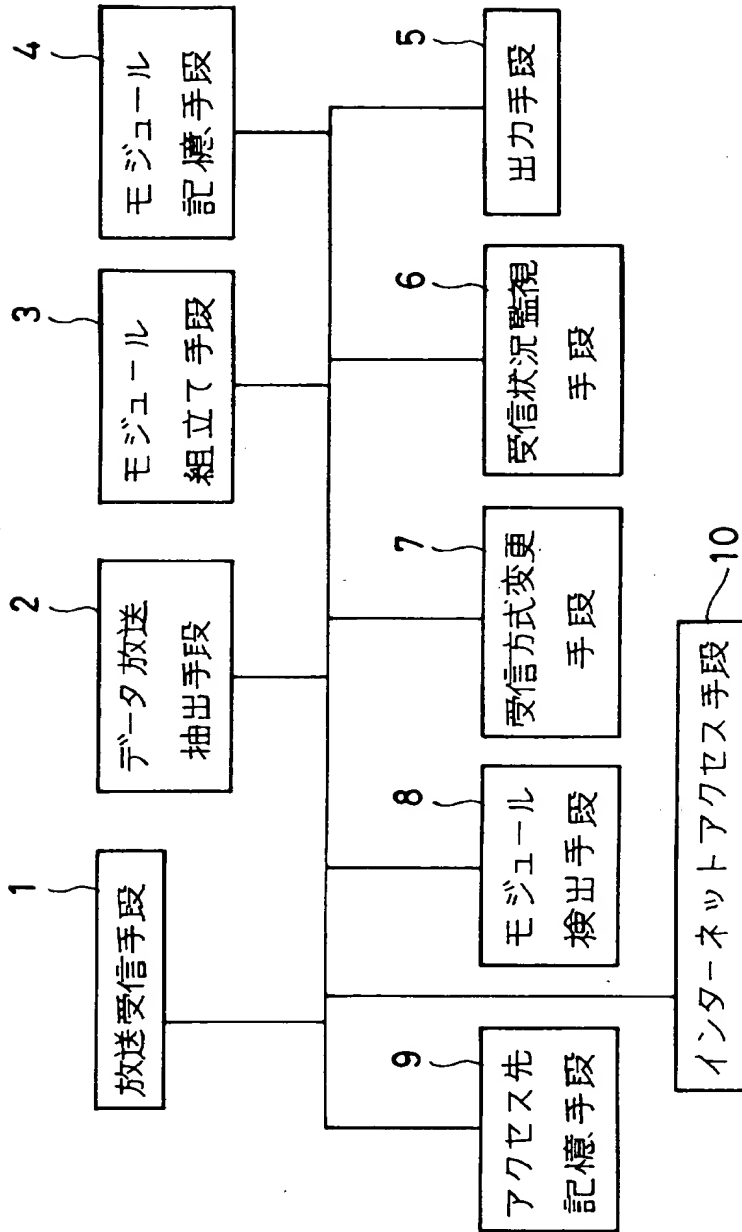 1
放送受信手段
2
データ放送
抽出手段
3
モジュール
組立て手段
4
モジュール
記憶手段
5
出力手段
6
受信状況監視
手段
7
受信方式変更
手段
8
モジュール
検出手段
9
アクセス先
記憶手段
10
インターネットアクセス手段